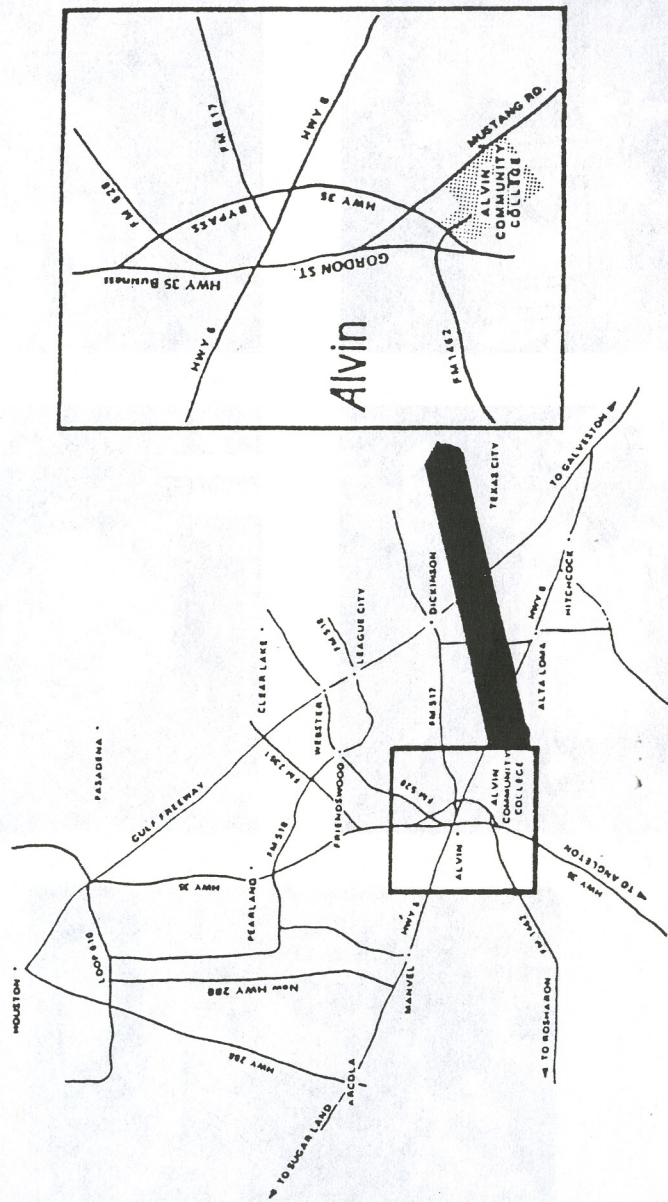 FM 528
FM 517
HWY 6
BYPASS
HWY 35
HWY 35 Business
GORDON ST.
MUSTANG RD.
ALVIN
COMMUNITY
COLLEGE
HWY 6
Alvin
FM 1462
HOUSTON
PASADENA
LOOP 610
GULF FREEWAY
CLEAR LAKE
FM 2351
WEBSTER
FM 518
LEAGUE CITY
HWY 288
New HWY 288
HWY 35
PEARLAND
FM 518
FRIENDSWOOD
DICKINSON
TEXAS CITY
FM 517
FM 528
ALVIN
ALVIN
COMMUNITY
COLLEGE
HWY 6
ALTA LOMA
HITCHCOCK
TO GALVESTON
HWY 6
MANVEL
ARCOLA
TO SUGAR LAND
FM 1462
TO ROSHARON
TO ANGLETON